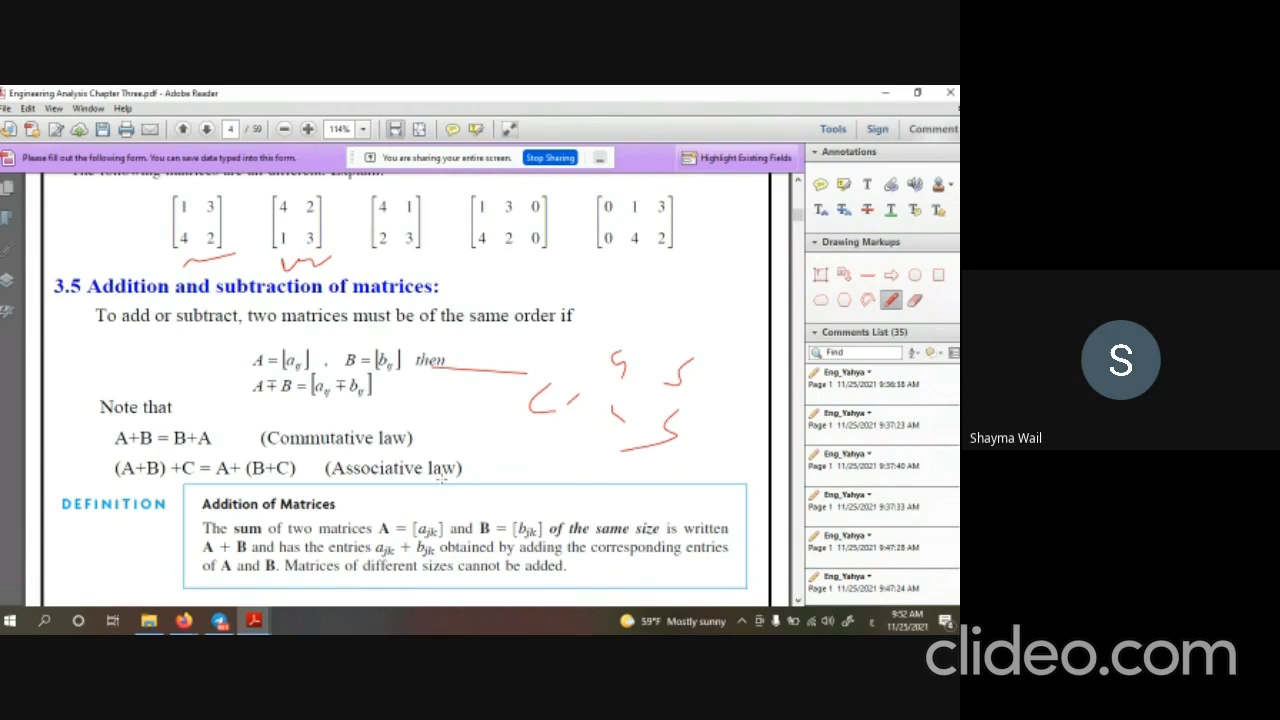 Engineering Analysis Chapter Three.pdf - Adobe Reader
File Edit View Window Help
4 / 59 114% Tools Sign Comment
Please fill out the following form. You can save data typed into this form.
You are sharing your entire screen. Stop Sharing
Highlight Existing Fields
1 3 4 2 4 1 1 3 0 0 1 3
4 2 1 3 2 3 4 2 0 0 4 2
3.5 Addition and subtraction of matrices:
To add or subtract, two matrices must be of the same order if
A = [a_ij] , B = [b_ij] then
A ∓ B = [a_ij ∓ b_ij]
Note that
A+B = B+A (Commutative law)
(A+B) +C = A+ (B+C) (Associative law)
DEFINITION
Addition of Matrices
The sum of two matrices A = [ajk] and B = [bjk] of the same size is written
A + B and has the entries ajk + bjk obtained by adding the corresponding entries
of A and B. Matrices of different sizes cannot be added.
Annotations
Drawing Markups
Comments List (35)
Find
Eng_Yahya
Page 1 11/25/2021 9:36:38 AM
Eng_Yahya
Page 1 11/25/2021 9:37:23 AM
Eng_Yahya
Page 1 11/25/2021 9:37:40 AM
Eng_Yahya
Page 1 11/25/2021 9:37:33 AM
Eng_Yahya
Page 1 11/25/2021 9:47:28 AM
Eng_Yahya
Page 1 11/25/2021 9:47:24 AM
59°F Mostly sunny
9:52 AM
11/25/2021
S
Shayma Wail
clideo.com